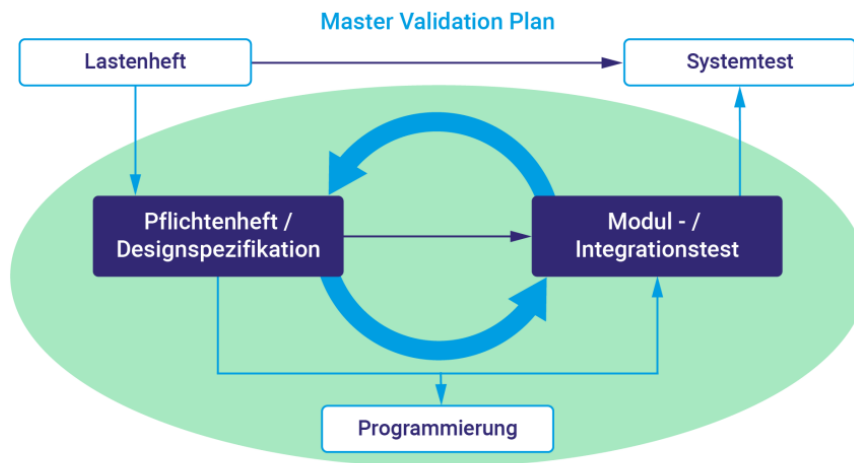 Master Validation Plan
Lastenheft
Systemtest
Pflichtenheft /
Designspezifikation
Modul - /
Integrationstest
Programmierung